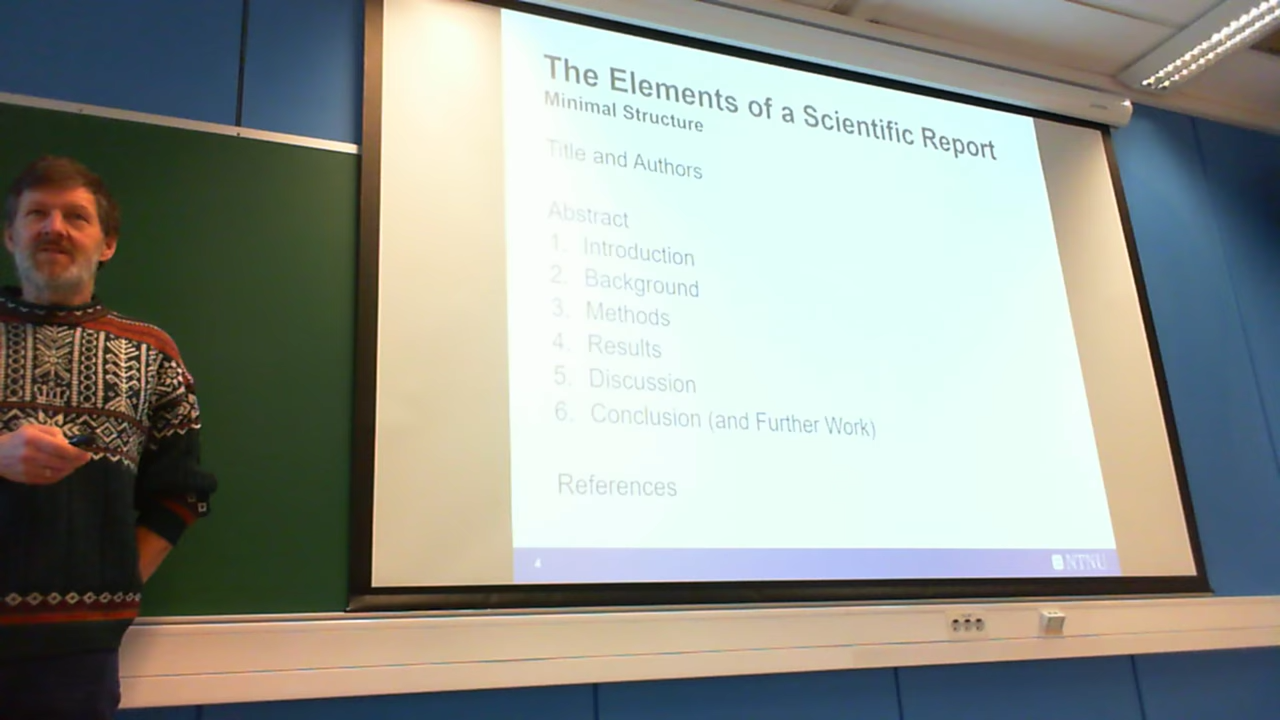 The Elements of a Scientific Report
Minimal Structure
Title and Authors
Abstract
1. Introduction
2. Background
3. Methods
4. Results
5. Discussion
6. Conclusion (and Further Work)
References
4
NTNU